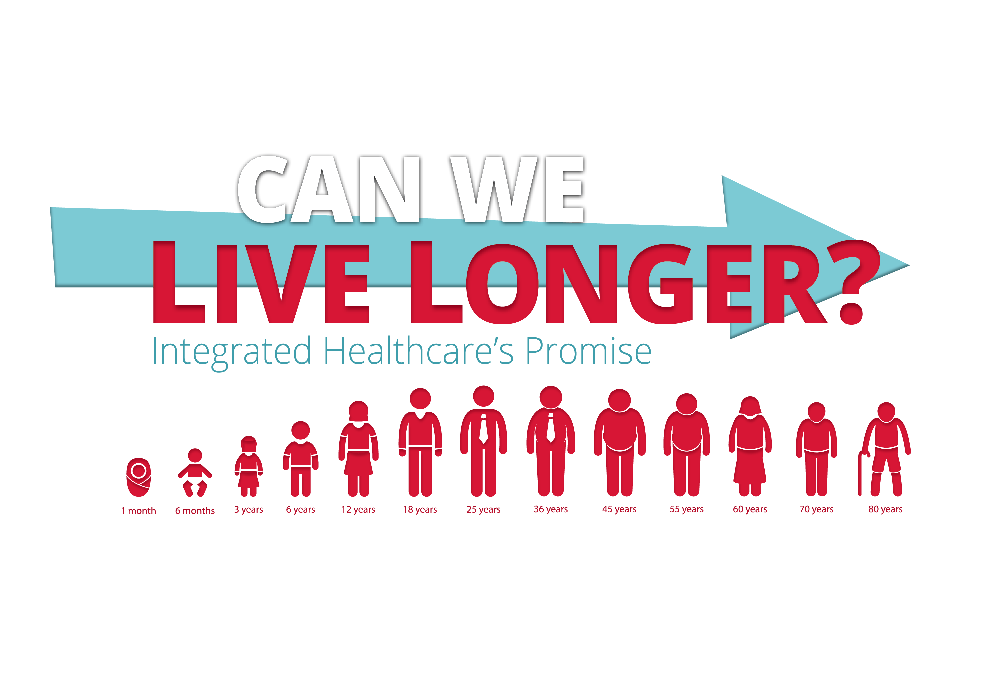 CAN WE
LIVE LONGER?
Integrated Healthcare’s Promise
1 month 6 months 3 years 6 years 12 years 18 years 25 years 36 years 45 years 55 years 60 years 70 years 80 years